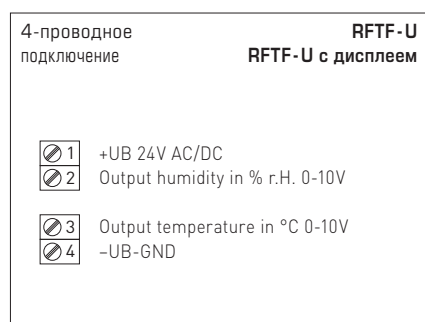 4-проводное RFTF-U
подключение RFTF-U с дисплеем
1 +UB 24V AC/DC
2 Output humidity in % r.H. 0-10V
3 Output temperature in °C 0-10V
4 –UB-GND